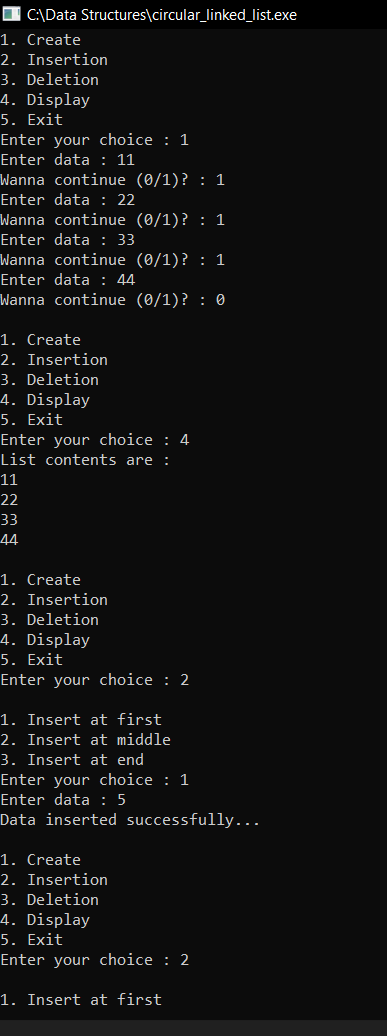 C:\Data Structures\circular_linked_list.exe
1. Create
2. Insertion
3. Deletion
4. Display
5. Exit
Enter your choice : 1
Enter data : 11
Wanna continue (0/1)? : 1
Enter data : 22
Wanna continue (0/1)? : 1
Enter data : 33
Wanna continue (0/1)? : 1
Enter data : 44
Wanna continue (0/1)? : 0

1. Create
2. Insertion
3. Deletion
4. Display
5. Exit
Enter your choice : 4
List contents are :
11
22
33
44

1. Create
2. Insertion
3. Deletion
4. Display
5. Exit
Enter your choice : 2

1. Insert at first
2. Insert at middle
3. Insert at end
Enter your choice : 1
Enter data : 5
Data inserted successfully...

1. Create
2. Insertion
3. Deletion
4. Display
5. Exit
Enter your choice : 2

1. Insert at first